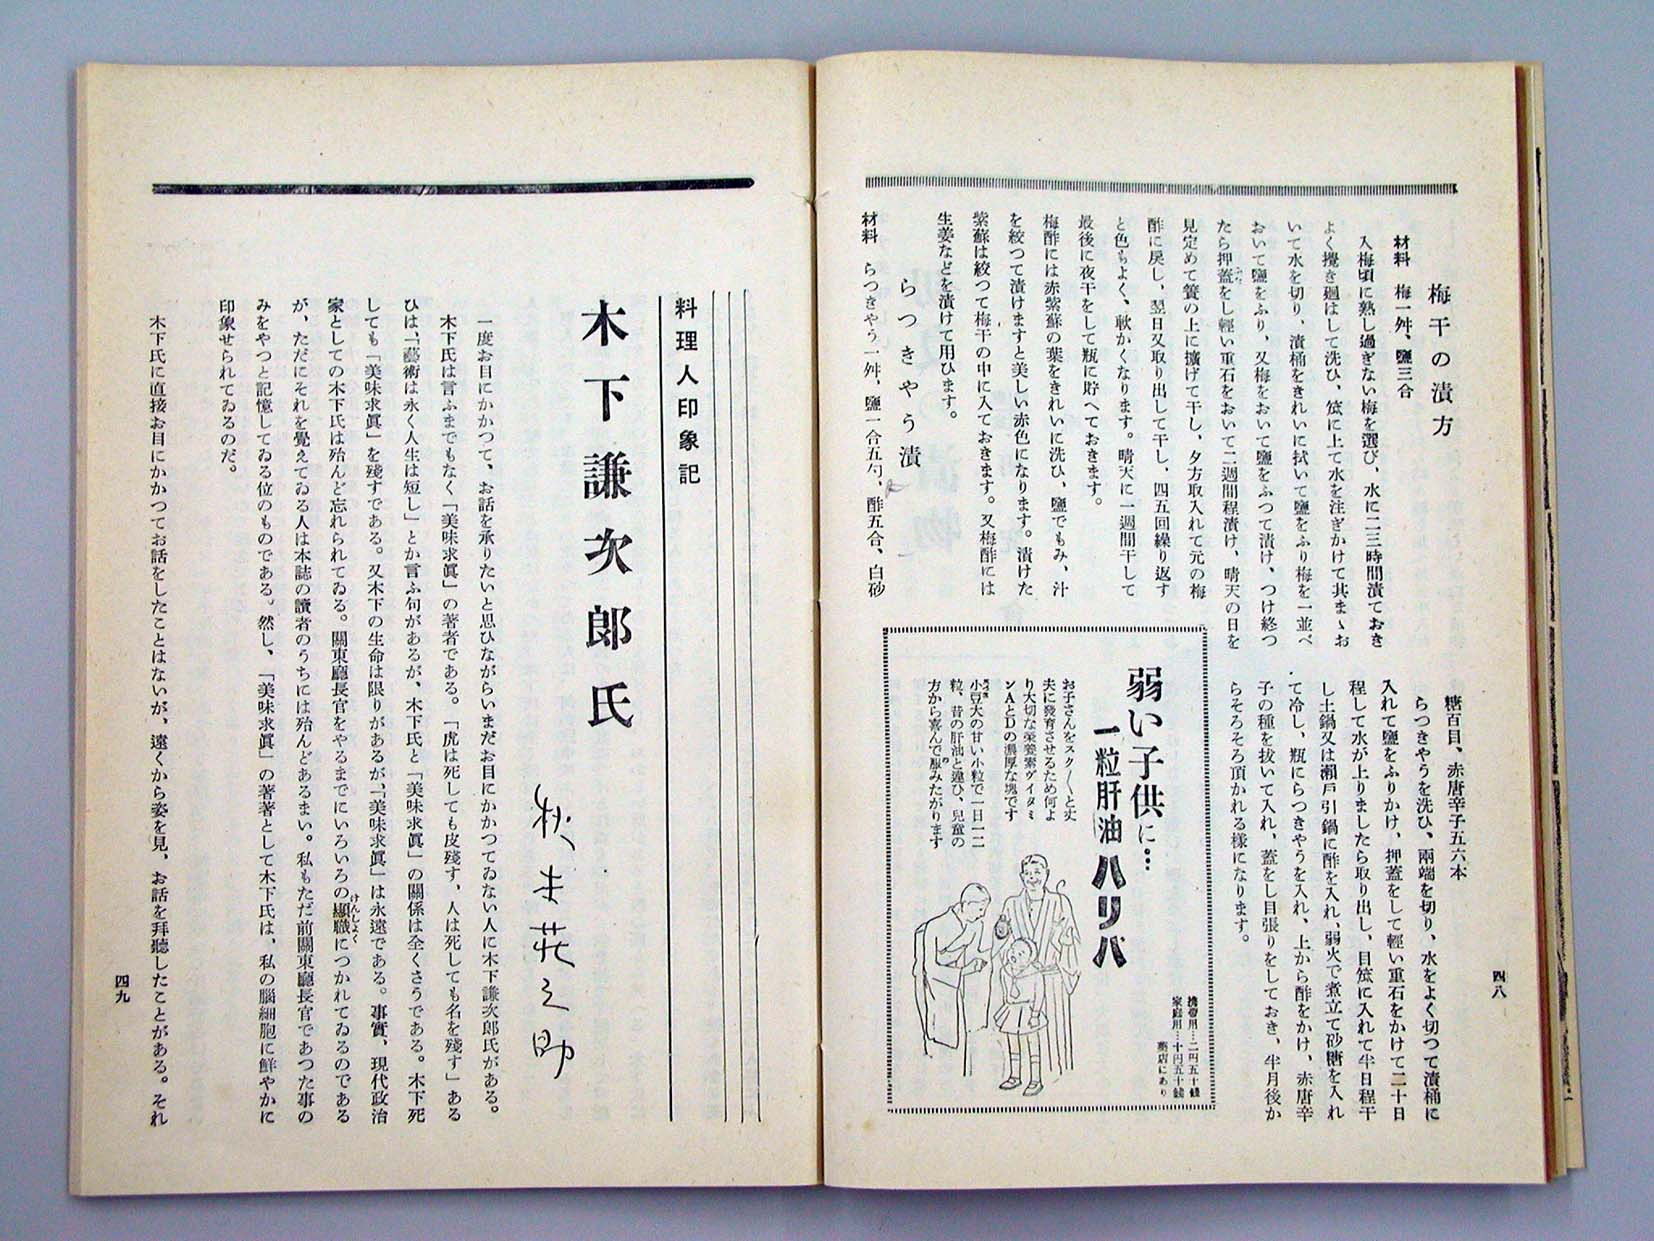 梅干の漬方
材料　梅一舛、鹽三合
入梅頃に熟し過ぎない梅を選び、水に二三時間漬ておき
よく攪き廻はして洗ひ、笊に上て水を注ぎかけて其まゝお
いて水を切り、漬桶をきれいに拭いて鹽をふり梅を一並べ
おいて鹽をふり、又梅をおいて鹽をふつて漬け、つけ終つ
たら押蓋をし輕い重石をおいて二週間程漬け、晴天の日を
見定めて簀の上に擴げて干し、夕方取入れて元の梅
酢に戻し、翌日又取り出して干し、四五回繰り返す
と色もよく、軟かくなります。晴天に一週間干して
最後に夜干をして瓶に貯へておきます。
梅酢には赤紫蘇の葉をきれいに洗ひ、鹽でもみ、汁
を絞つて漬けますと美しい赤色になります。漬けた
紫蘇は絞つて梅干の中に入ておきます。又梅酢には
生姜などを漬けて用ひます。
らつきやう漬
材料　らつきやう一舛、鹽一合五勺、酢五合、白砂
糖百目、赤唐辛子五六本
らつきやうを洗ひ、兩端を切り、水をよく切つて漬桶に
入れて鹽をふりかけ、押蓋をして輕い重石をかけて二十日
程して水が上りましたら取り出し、目笊に入れて半日程干
し土鍋又は瀬戸引鍋に酢を入れ、弱火で煮立て砂糖を入れ
て冷し、瓶にらつきやうを入れ、上から酢をかけ、赤唐辛
子の種を拔いて入れ、蓋をし目張りをしておき、半月後か
らそろそろ頂かれる樣になります。
弱い子供に…
一粒肝油ハリバ
お子さんをスク〱と丈
夫に發育させるため何よ
り大切な榮養素ヴイタミ
ンAとDの濃厚な塊です
小豆大の甘い小粒で一日一二
粒、昔の肝油と違ひ、兒童の
方から喜んで服みたがります
携帶用…二円五十錢
家庭用…十円五十錢
藥店にあり
四八
料理人印象記
木下謙次郎氏
秋末莊之助
一度お目にかかつて、お話を承りたいと思ひながらいまだお目にかかつてゐない人に木下謙次郎氏がある。
木下氏は言ふまでもなく「美味求眞」の著者である。「虎は死しても皮殘す、人は死しても名を殘す」ある
ひは、「藝術は永く人生は短し」とか言ふ句があるが、木下氏と「美味求眞」の關係は全くさうである。木下死
しても「美味求眞」を殘すである。又木下の生命は限りがあるが、「美味求眞」は永遠である。事實、現代政治
家としての木下氏は殆んど忘れられてゐる。關東廳長官をやるまでにいろいろの顯職につかれてゐるのである
が、ただにそれを覺えてゐる人は本誌の讀者のうちには殆んどあるまい。私もただ前關東廳長官であつた事の
みをやつと記憶してゐる位のものである。然し、「美味求眞」の著著として木下氏は、私の腦細胞に鮮やかに
印象せられてゐるのだ。
木下氏に直接お目にかかつてお話をしたことはないが、遠くから姿を見、お話を拜聽したことがある。それ
四九